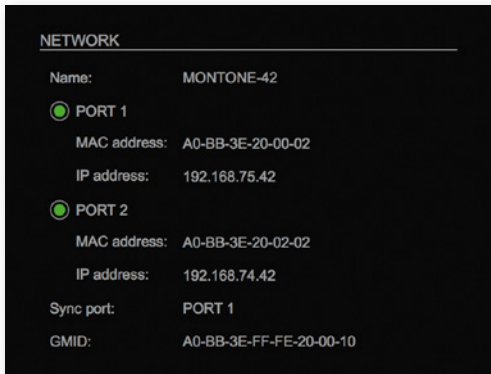 NETWORK
Name: MONTONE-42
PORT 1
MAC address: A0-BB-3E-20-00-02
IP address: 192.168.75.42
PORT 2
MAC address: A0-BB-3E-20-02-02
IP address: 192.168.74.42
Sync port: PORT 1
GMID: A0-BB-3E-FF-FE-20-00-10